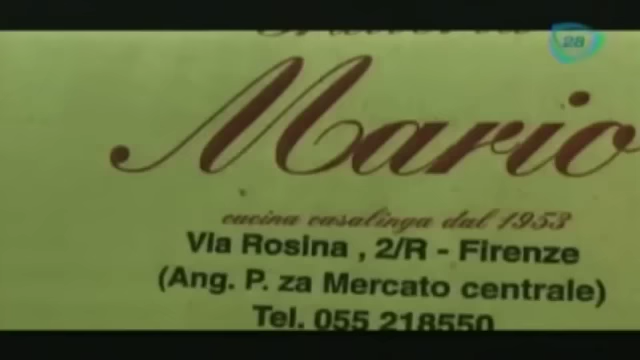 28
Mario
cucina casalinga dal 1953
Via Rosina , 2/R - Firenze
(Ang. P. za Mercato centrale)
Tel. 055 218550